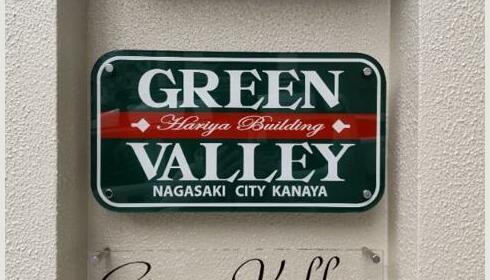 GREEN
Hariya Building
VALLEY
NAGASAKI CITY KANAYA